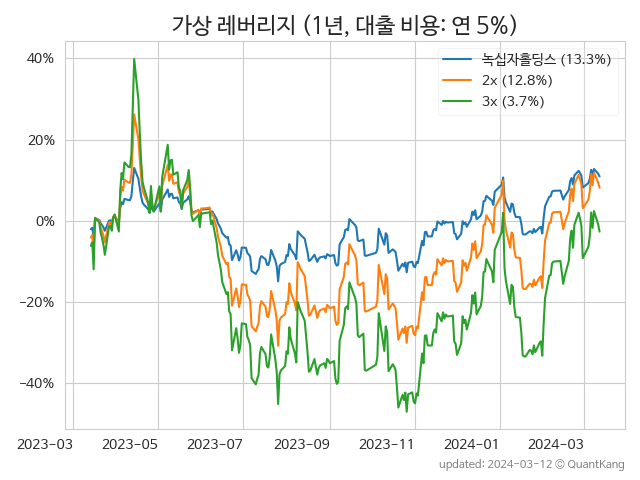 가상 레버리지 (1년, 대출 비용: 연 5%)
녹십자홀딩스 (13.3%)
2x (12.8%)
3x (3.7%)
40%
20%
0%
−20%
−40%
2023-03 2023-05 2023-07 2023-09 2023-11 2024-01 2024-03
updated: 2024-03-12 © QuantKang